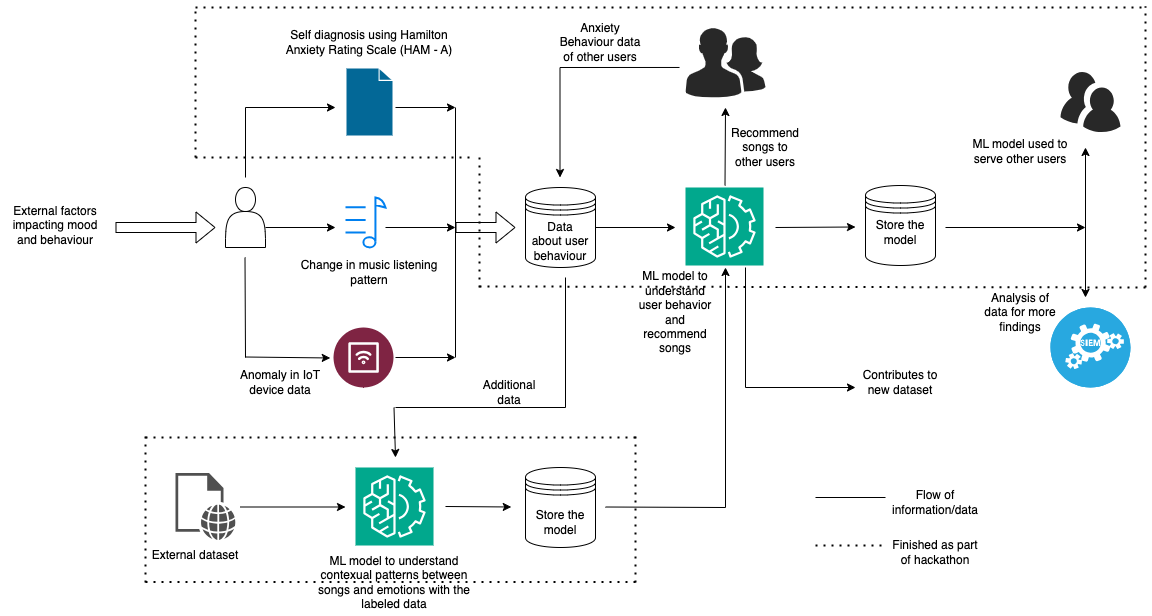 Self diagnosis using Hamilton
Anxiety Rating Scale (HAM - A)
Anxiety
Behaviour data
of other users
Recommend
songs to
other users
ML model used to
serve other users
External factors
impacting mood
and behaviour
Change in music listening
pattern
Data
about user
behaviour
Store the
model
ML model to
understand
user behavior
and
recommend
songs
Analysis of
data for more
findings
SIEM
Anomaly in IoT
device data
Additional
data
Contributes to
new dataset
External dataset
ML model to understand
contexual patterns between
songs and emotions with the
labeled data
Store the
model
Flow of
information/data
Finished as part
of hackathon